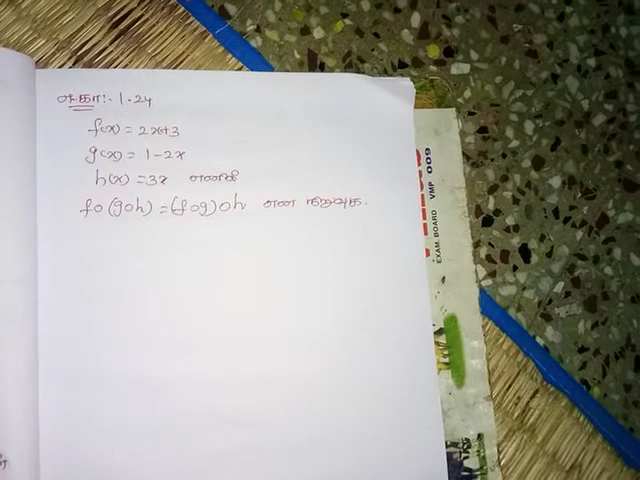 எ.கா:- 1.24
f(x) = 2x+3
g(x) = 1-2x
h(x) = 3x எனில்
fo(goh) = (fog)oh என நிறுவுக.
EXAM. BOARD VMP 009